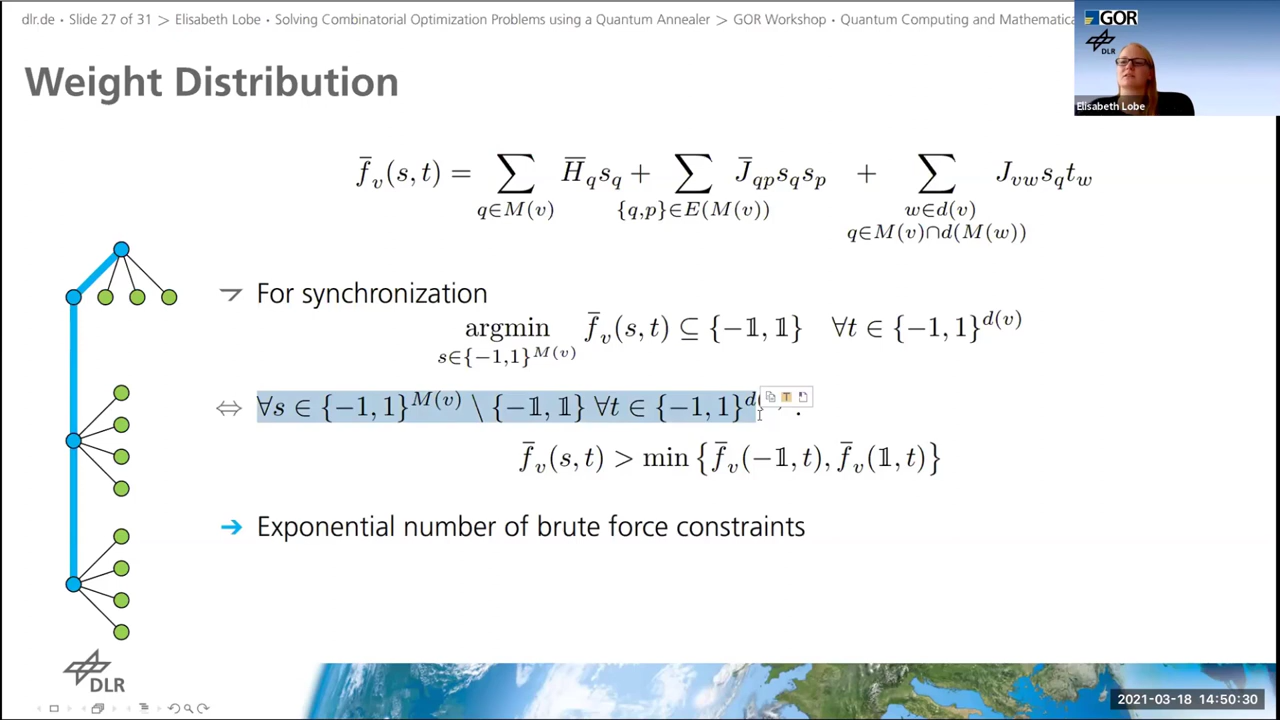 dlr.de • Slide 27 of 31 > Elisabeth Lobe • Solving Combinatorial Optimization Problems using a Quantum Annealer > GOR Workshop • Quantum Computing and Mathematica
GOR
DLR
Elisabeth Lobe
Weight Distribution
f̄_v(s, t) = ∑_{q∈M(v)} H̄_q s_q + ∑_{{q,p}∈E(M(v))} J̄_{qp} s_q s_p + ∑_{w∈d(v) q∈M(v)∩d(M(w))} J_{vw} s_q t_w
For synchronization
argmin_{s∈{−1,1}^{M(v)}} f̄_v(s, t) ⊆ {−𝟙, 𝟙} ∀t ∈ {−1, 1}^{d(v)}
⇔ ∀s ∈ {−1, 1}^{M(v)} \ {−𝟙, 𝟙} ∀t ∈ {−1, 1}^{d( :
f̄_v(s, t) > min {f̄_v(−𝟙, t), f̄_v(𝟙, t)}
➔ Exponential number of brute force constraints
DLR
2021-03-18 14:50:30